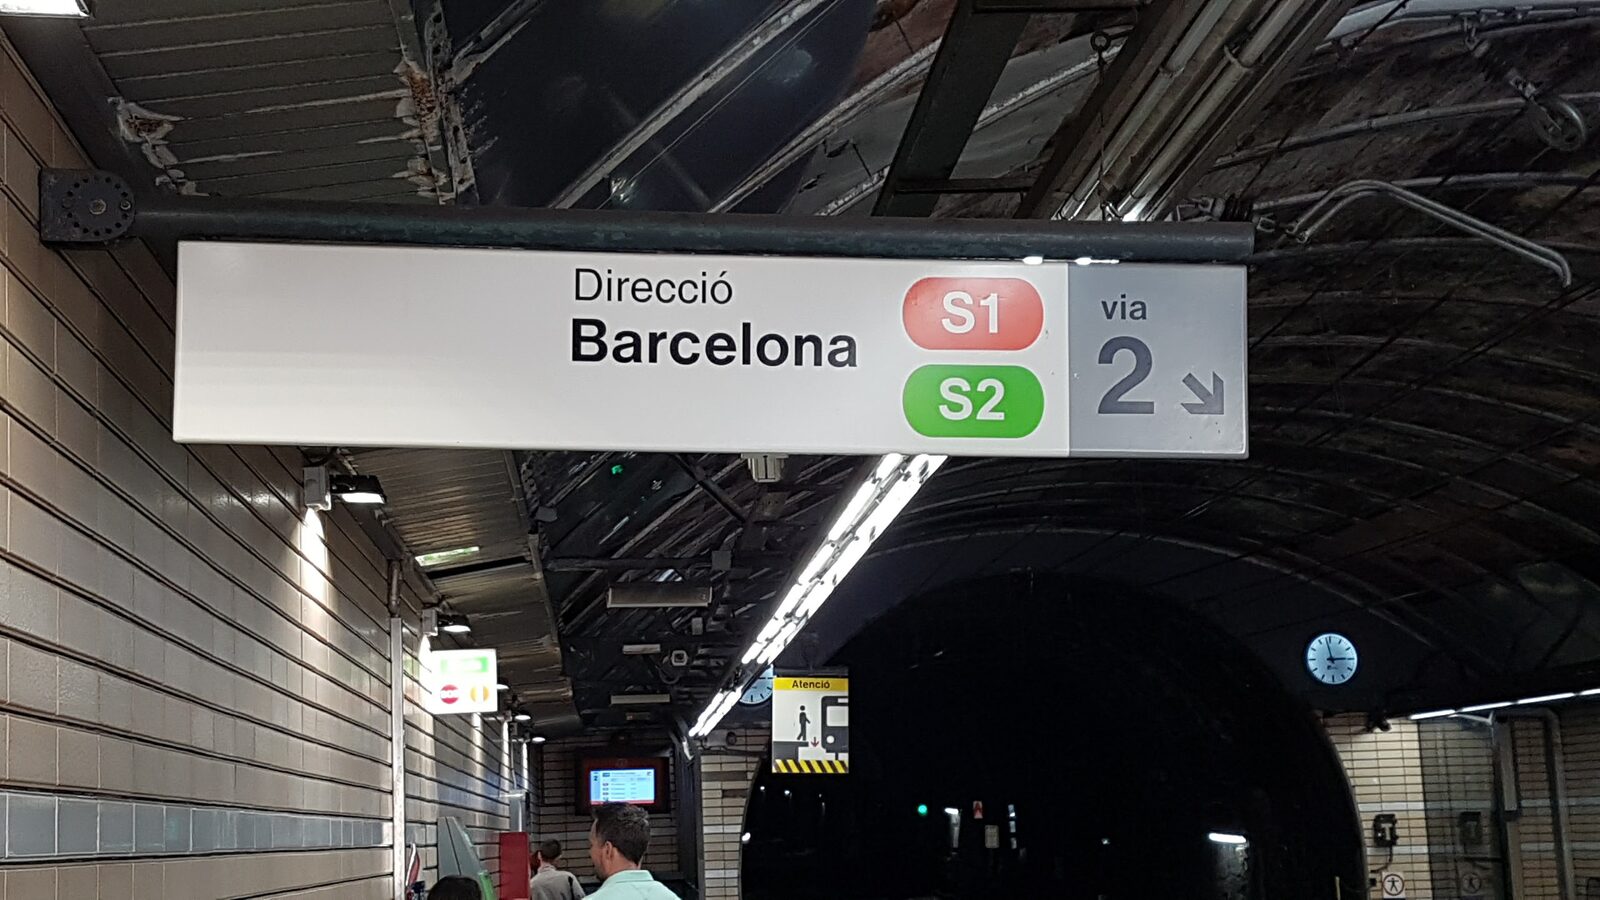 Direcció
Barcelona
S1
S2
via
2
Atenció